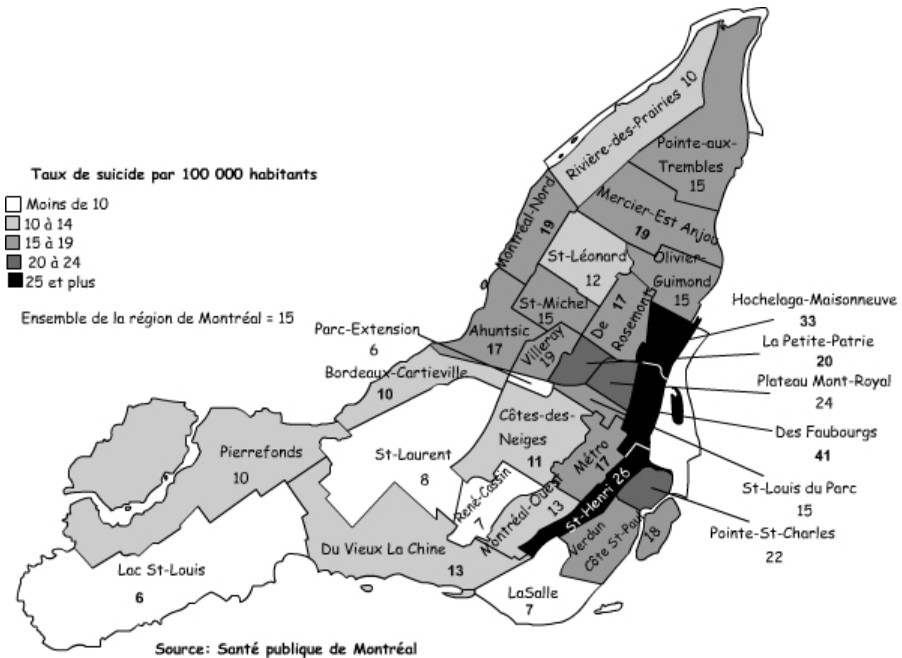 Taux de suicide par 100 000 habitants
Moins de 10
10 à 14
15 à 19
20 à 24
25 et plus
Ensemble de la région de Montréal = 15
Rivière-des-Prairies 10
Pointe-aux-
Trembles
15
Montréal-Nord
19
Mercier-Est Anjou
19
St-Léonard
12
Olivier-
Guimond
15
St-Michel
15
De
Rosemonts
17
Hochelaga-Maisonneuve
33
La Petite-Patrie
20
Plateau Mont-Royal
24
Des Faubourgs
41
St-Louis du Parc
15
Pointe-St-Charles
22
Parc-Extension
6
Ahuntsic
17
Villeray
19
Bordeaux-Cartieville
10
Côtes-des-
Neiges
11
Métro
17
Pierrefonds
10
St-Laurent
8
René-Cassin
7
Montréal-Ouest
13
St-Henri 26
Verdun
Côte St-Paul
18
Du Vieux La Chine
13
Lac St-Louis
6
LaSalle
7
Source: Santé publique de Montréal